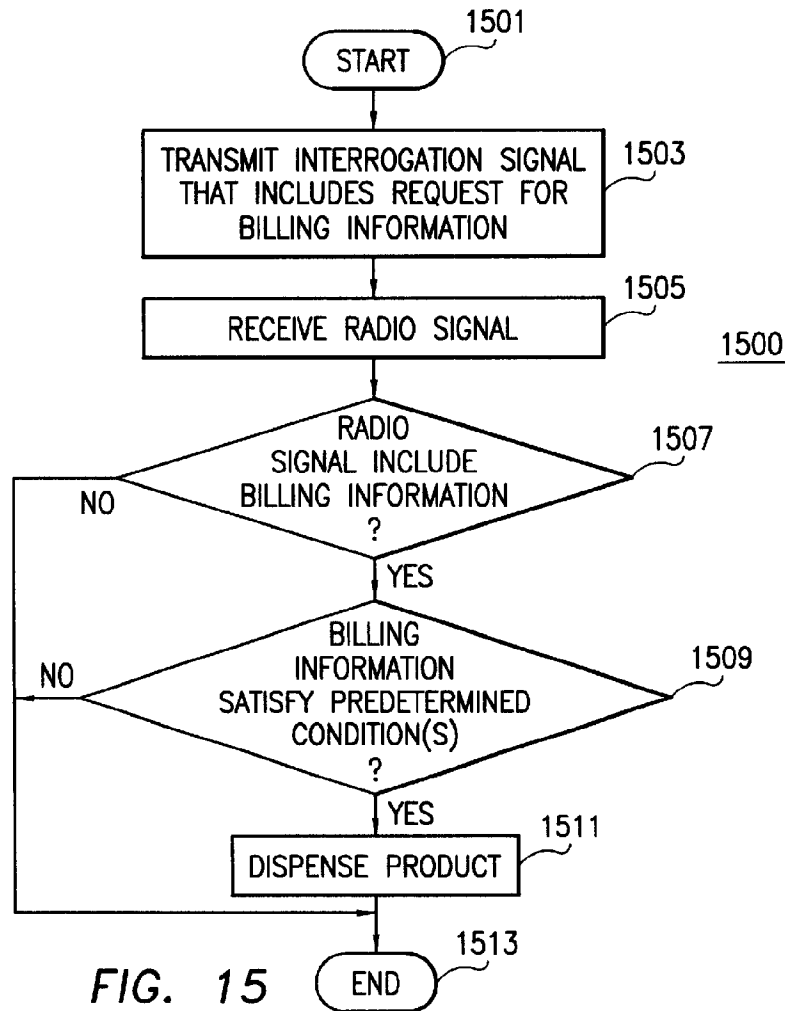 1501
START
TRANSMIT INTERROGATION SIGNAL
THAT INCLUDES REQUEST FOR
BILLING INFORMATION
1503
1505
RECEIVE RADIO SIGNAL
1500
RADIO
SIGNAL INCLUDE
BILLING INFORMATION
?
1507
NO
YES
BILLING
INFORMATION
SATISFY PREDETERMINED
CONDITION(S)
?
1509
NO
YES
1511
DISPENSE PRODUCT
1513
END
FIG. 15